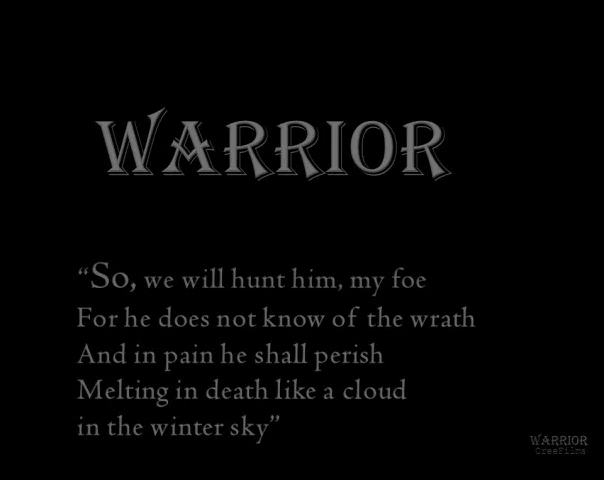 WARRIOR
“So, we will hunt him, my foe
For he does not know of the wrath
And in pain he shall perish
Melting in death like a cloud
in the winter sky”
WARRIOR
CreeFilms